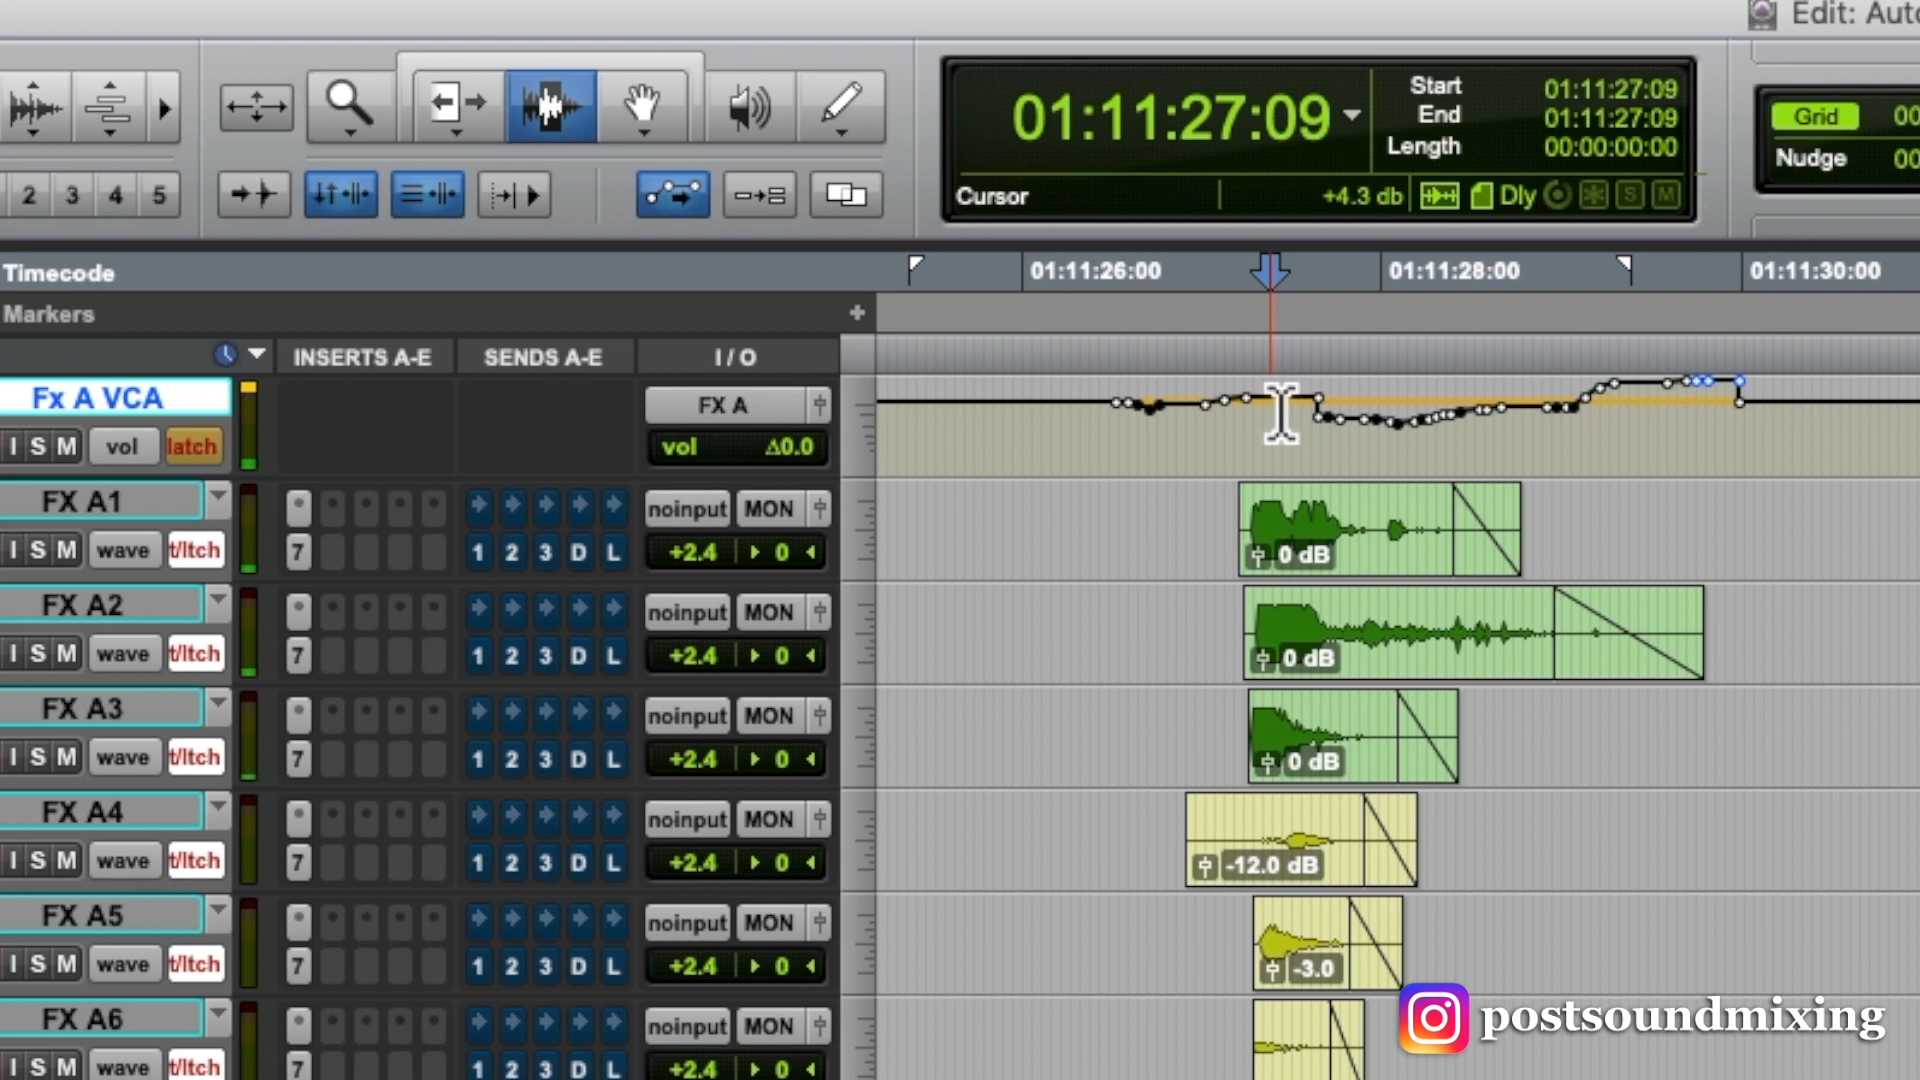 Edit: Auto
01:11:27:09
Start 01:11:27:09
End 01:11:27:09
Length 00:00:00:00
Cursor +4.3 db Dly S M
Grid 00
Nudge 00
2 3 4 5
Timecode 01:11:26:00 01:11:28:00 01:11:30:00
Markers +
INSERTS A-E SENDS A-E I / O
Fx A VCA FX A
I S M vol latch vol Δ0.0
FX A1 noinput MON
I S M wave t/ltch 7 1 2 3 D L +2.4 0
0 dB
FX A2 noinput MON
I S M wave t/ltch 7 1 2 3 D L +2.4 0
0 dB
FX A3 noinput MON
I S M wave t/ltch 7 1 2 3 D L +2.4 0
0 dB
FX A4 noinput MON
I S M wave t/ltch 7 1 2 3 D L +2.4 0
-12.0 dB
FX A5 noinput MON
I S M wave t/ltch 7 1 2 3 D L +2.4 0
-3.0
FX A6 noinput MON
I S M wave t/ltch 7 1 2 3 D L +2.4 0
postsoundmixing